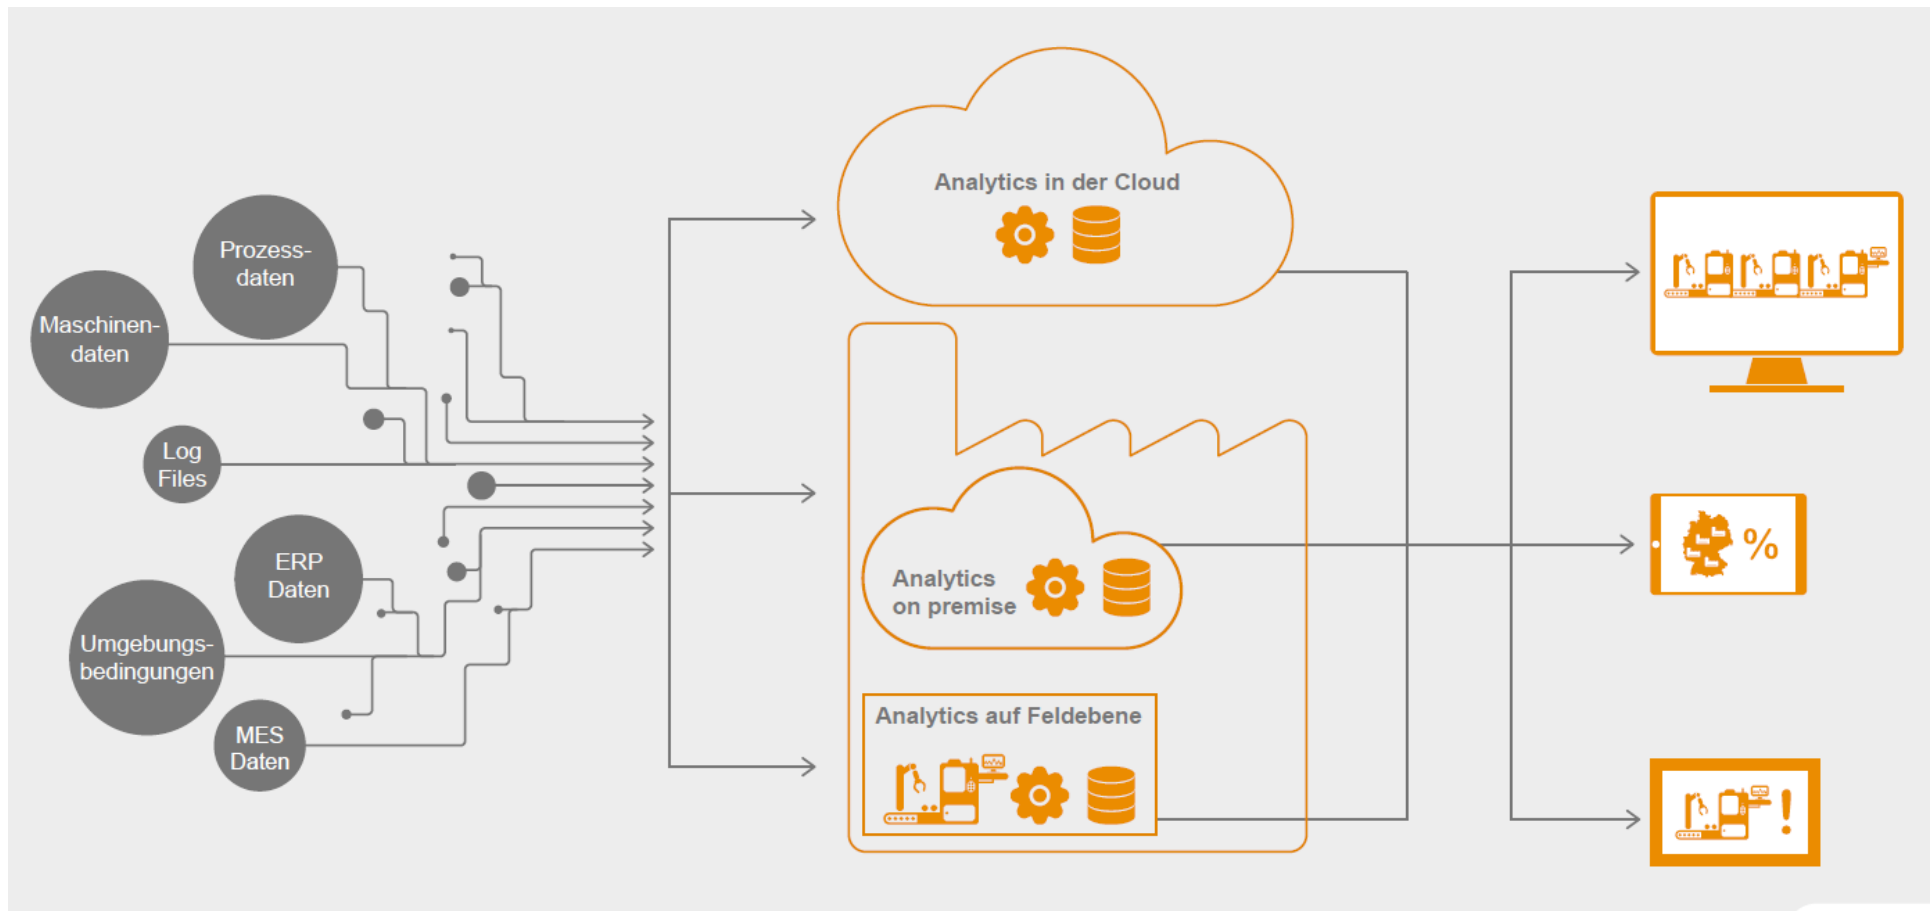 Prozess-
daten
Maschinen-
daten
Log
Files
ERP
Daten
Umgebungs-
bedingungen
MES
Daten
Analytics in der Cloud
Analytics
on premise
Analytics auf Feldebene
%
!